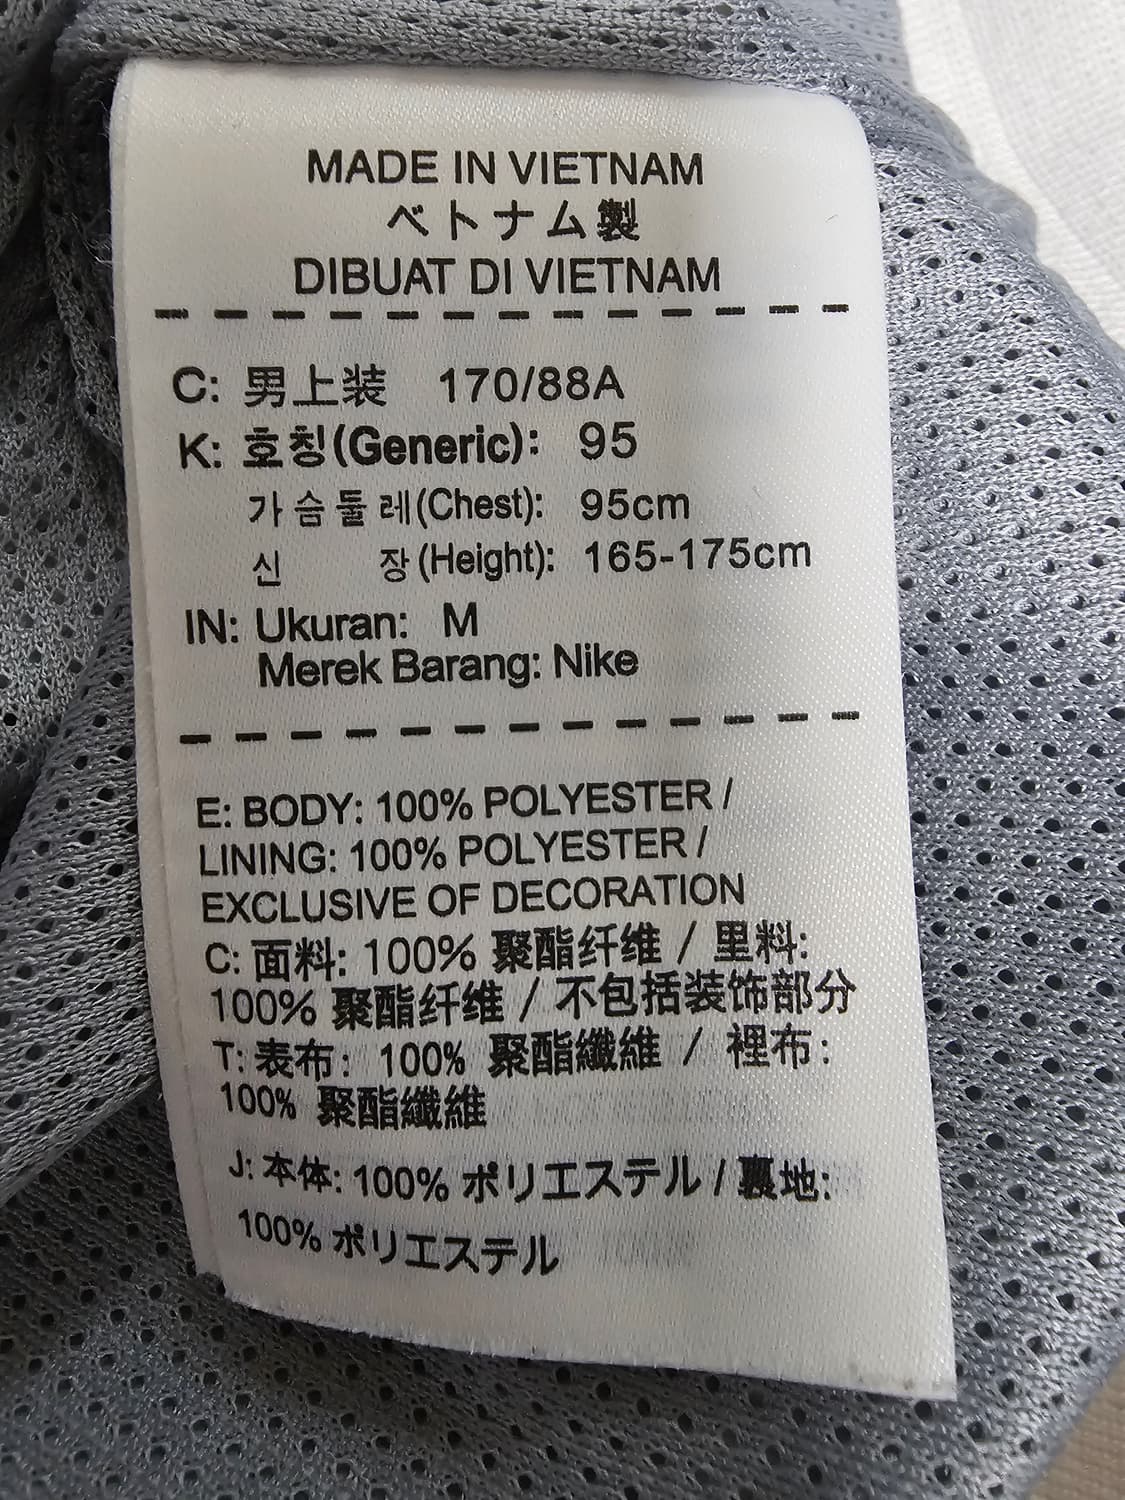 MADE IN VIETNAM
ベトナム製
DIBUAT DI VIETNAM
C: 男上装 170/88A
K: 호칭(Generic): 95
가슴둘레(Chest): 95cm
신 장(Height): 165-175cm
IN: Ukuran: M
Merek Barang: Nike
E: BODY: 100% POLYESTER /
LINING: 100% POLYESTER /
EXCLUSIVE OF DECORATION
C: 面料: 100% 聚酯纤维 / 里料:
100% 聚酯纤维 / 不包括装饰部分
T: 表布: 100% 聚酯纖維 / 裡布:
100% 聚酯纖維
J: 本体: 100% ポリエステル / 裏地:
100% ポリエステル